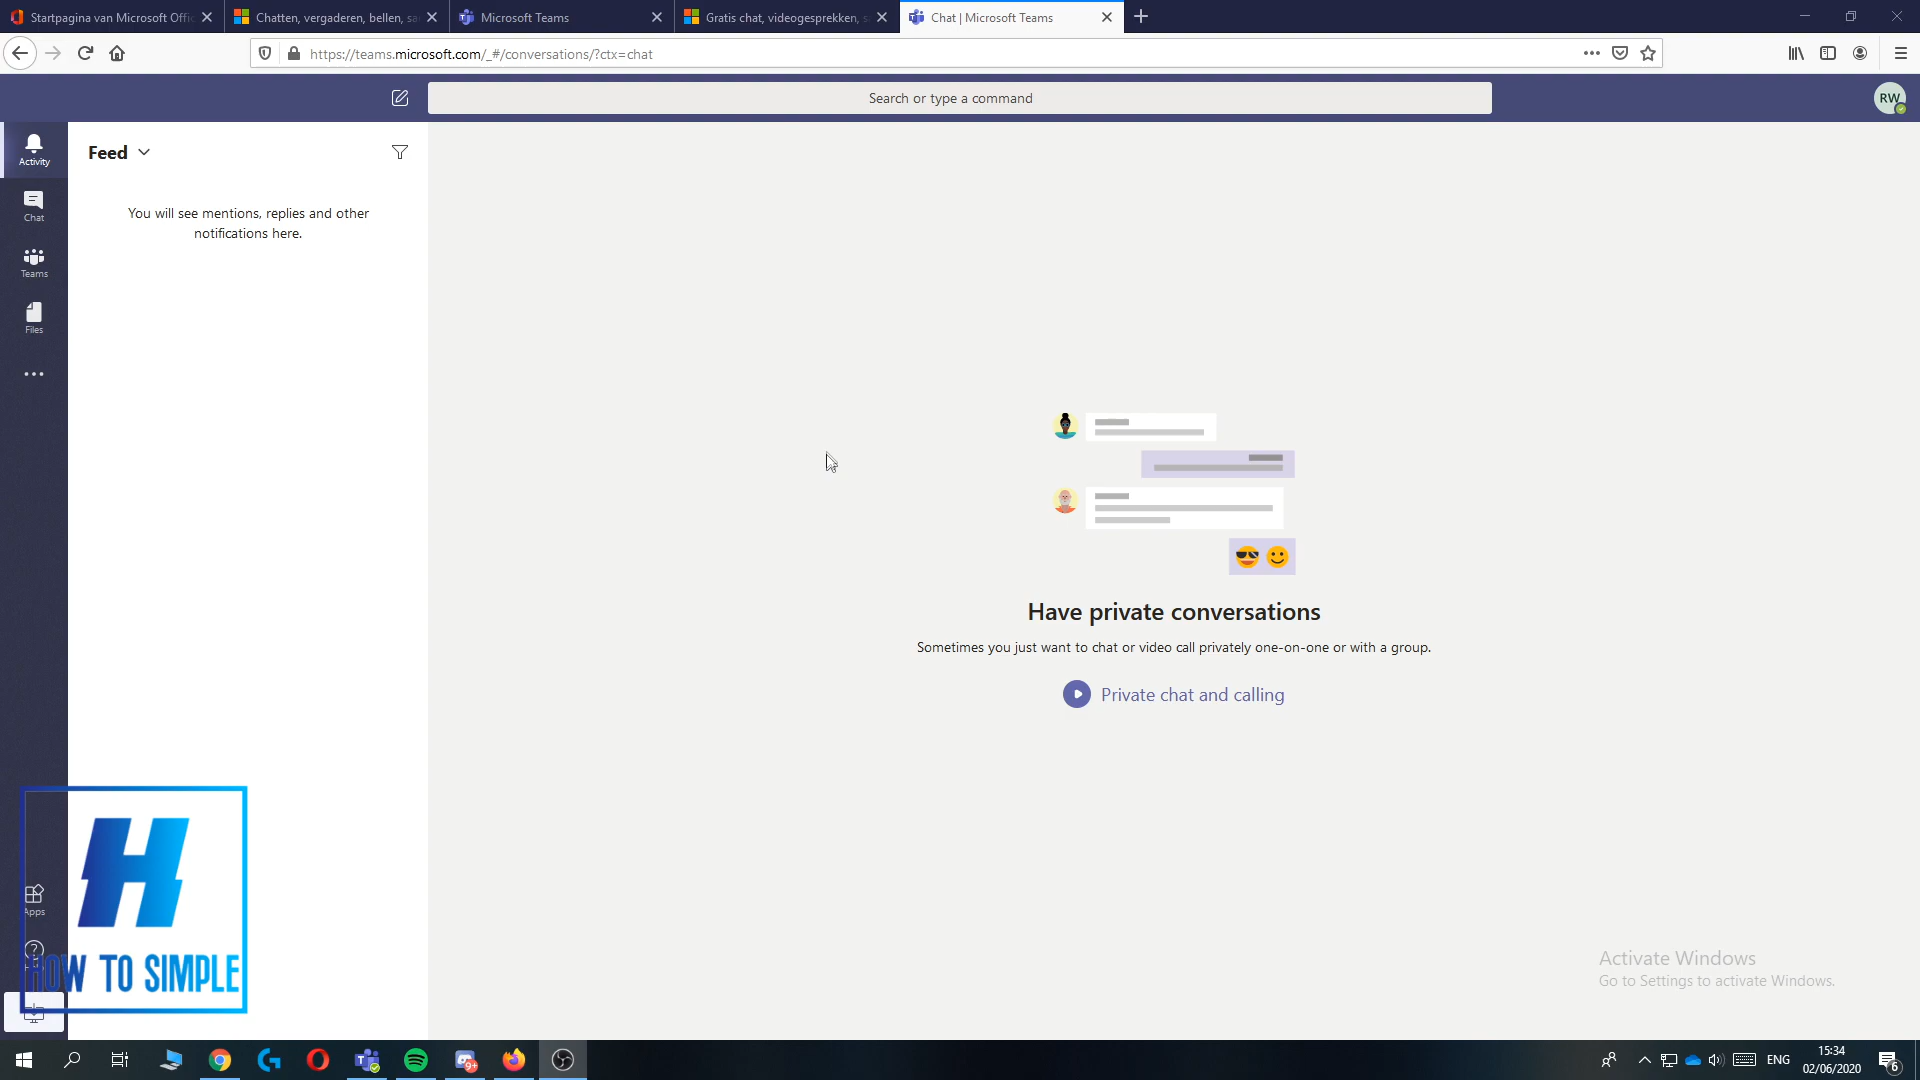 Startpagina van Microsoft Offic
Chatten, vergaderen, bellen, sa
Microsoft Teams
Gratis chat, videogesprekken, s
Chat | Microsoft Teams
https://teams.microsoft.com/_#/conversations/?ctx=chat
Search or type a command
RW
Activity
Feed
You will see mentions, replies and other
notifications here.
Chat
Teams
Files
Have private conversations
Sometimes you just want to chat or video call privately one-on-one or with a group.
Private chat and calling
Apps
H
HOW TO SIMPLE
Activate Windows
Go to Settings to activate Windows.
9+
ENG
15:34
02/06/2020
6